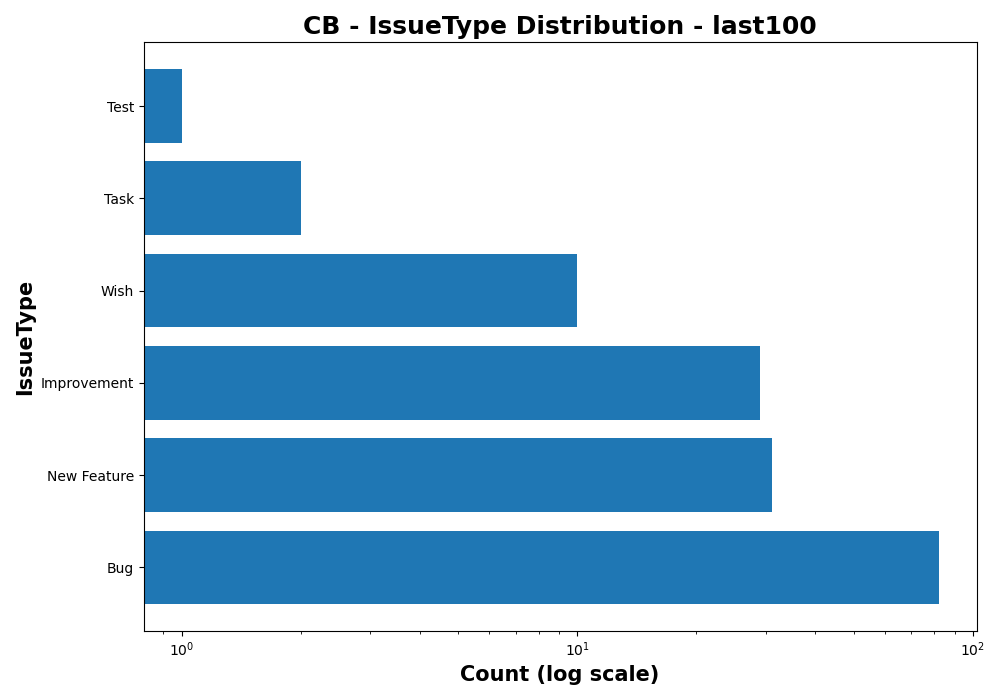 CB - IssueType Distribution - last100
IssueType
Test
Task
Wish
Improvement
New Feature
Bug
10⁰
10¹
10²
Count (log scale)